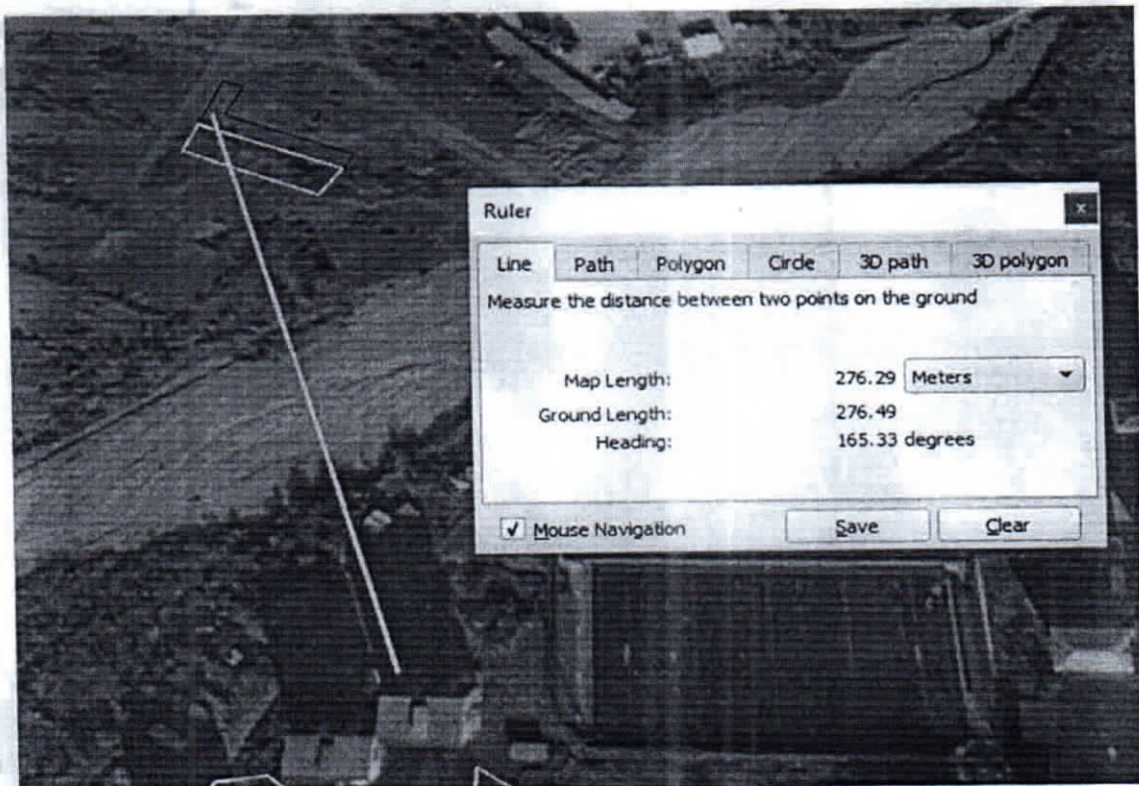 Ruler
Line Path Polygon Circle 3D path 3D polygon
Measure the distance between two points on the ground
Map Length: 276.29 Meters
Ground Length: 276.49
Heading: 165.33 degrees
Mouse Navigation Save Clear